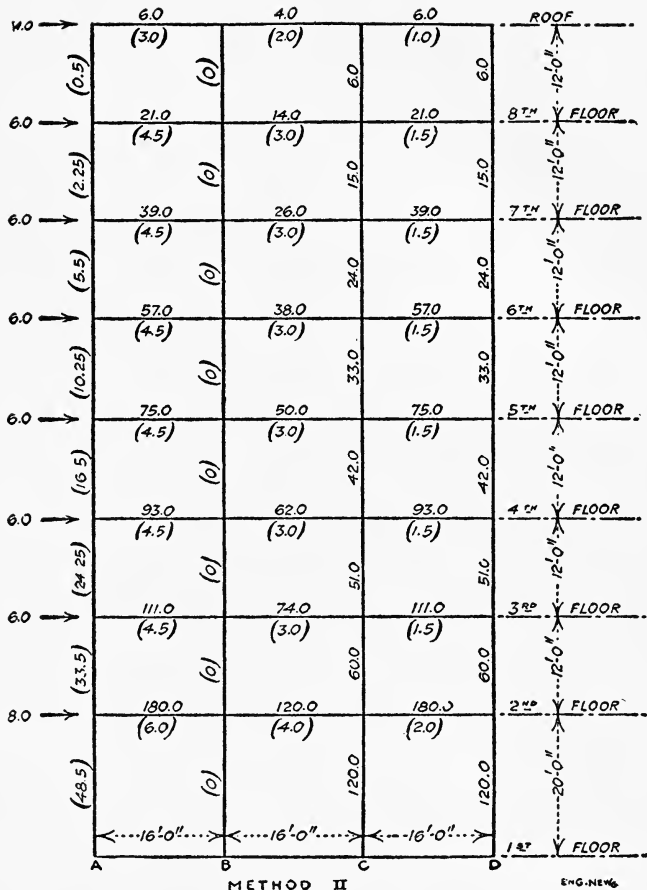 6.0 4.0 6.0 ROOF
4.0
(3.0) (2.0) (1.0)
(0.5) (0) 6.0 6.0 12'-0"
21.0 14.0 21.0 8TH FLOOR
6.0
(4.5) (3.0) (1.5)
(2.25) (0) 15.0 15.0 12'-0"
39.0 26.0 39.0 7TH FLOOR
6.0
(4.5) (3.0) (1.5)
(5.5) (0) 24.0 24.0 12'-0"
57.0 38.0 57.0 6TH FLOOR
6.0
(4.5) (3.0) (1.5)
(10.25) (0) 33.0 33.0 12'-0"
75.0 50.0 75.0 5TH FLOOR
6.0
(4.5) (3.0) (1.5)
(16 5) (0) 42.0 42.0 12'-0"
93.0 62.0 93.0 4TH FLOOR
6.0
(4.5) (3.0) (1.5)
(24 25) (0) 51.0 51.0 12'-0"
111.0 74.0 111.0 3RD FLOOR
6.0
(4.5) (3.0) (1.5)
(33.5) (0) 60.0 60.0 12'-0"
180.0 120.0 180.0 2ND FLOOR
8.0
(6.0) (4.0) (2.0)
(48.5) (0) 120.0 120.0 20'-0"
16'-0" 16'-0" 16'-0"
1ST FLOOR
A B C D
METHOD II ENG-NEWS